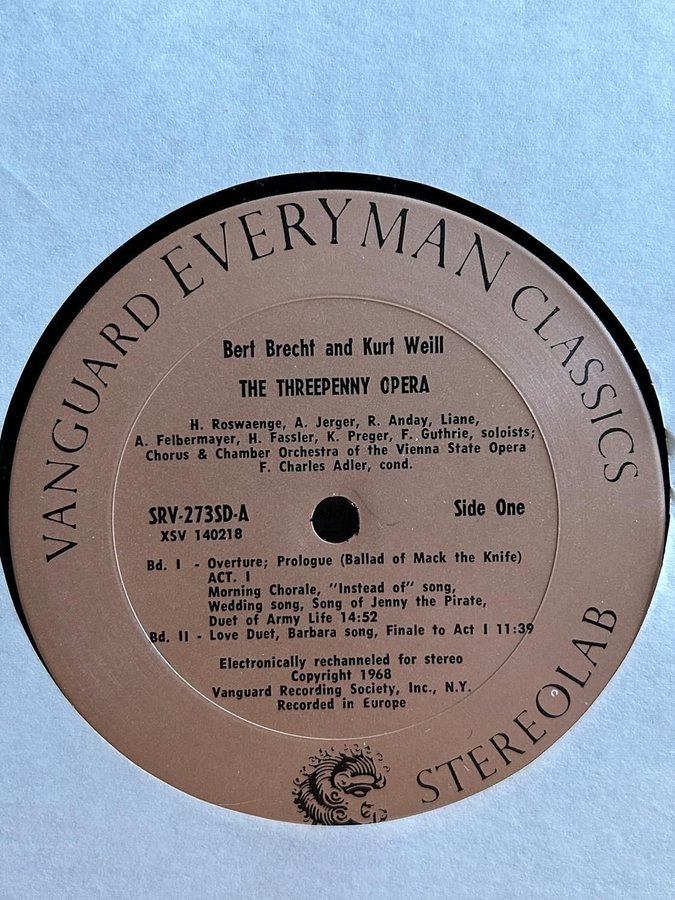 VANGUARD EVERYMAN CLASSICS
Bert Brecht and Kurt Weill
THE THREEPENNY OPERA
H. Roswaenge, A. Jerger, R. Anday, Liane,
A. Felbermayer, H. Fassler, K. Preger, F. Guthrie, soloists;
Chorus & Chamber Orchestra of the Vienna State Opera
F. Charles Adler, cond.
SRV-273SD-A
XSV 140218
Side One
Bd. I - Overture; Prologue (Ballad of Mack the Knife)
ACT. I
Morning Chorale, "Instead of" song,
Wedding song, Song of Jenny the Pirate,
Duet of Army Life 14:52
Bd. II - Love Duet, Barbara song, Finale to Act I 11:39
Electronically rechanneled for stereo
Copyright 1968
Vanguard Recording Society, Inc., N.Y.
Recorded in Europe
STEREOLAB